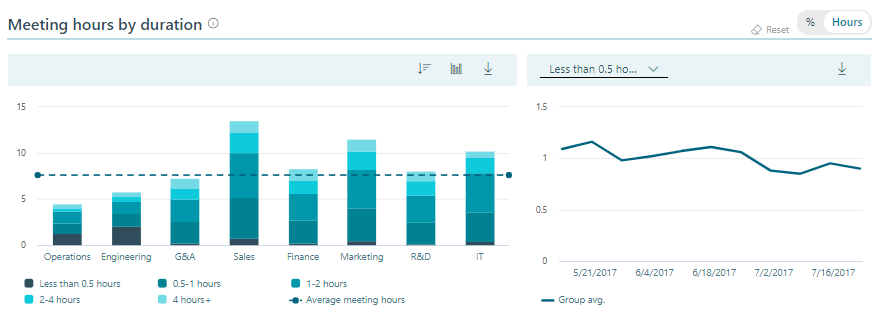 Meeting hours by duration
Reset
% Hours
Less than 0.5 ho...
15
10
5
0
Operations Engineering G&A Sales Finance Marketing R&D IT
Less than 0.5 hours 0.5-1 hours 1-2 hours
2-4 hours 4 hours+ Average meeting hours
1.5
1
0.5
0
5/21/2017 6/4/2017 6/18/2017 7/2/2017 7/16/2017
Group avg.